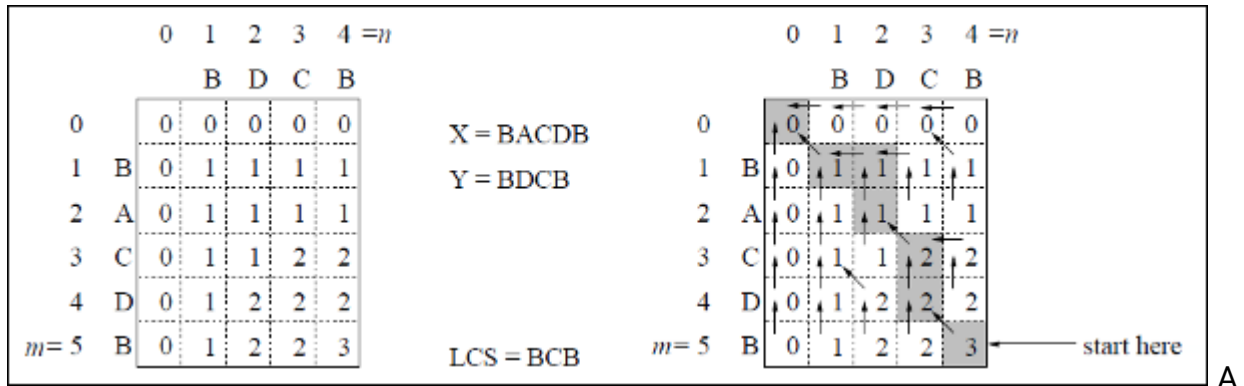 0 1 2 3 4 =n
B D C B
0 0 0 0 0 0
1 B 0 1 1 1 1
2 A 0 1 1 1 1
3 C 0 1 1 2 2
4 D 0 1 2 2 2
m= 5 B 0 1 2 2 3
X = BACDB
Y = BDCB
LCS = BCB
0 1 2 3 4 =n
B D C B
0 0 0 0 0 0
1 B 0 1 1 1 1
2 A 0 1 1 1 1
3 C 0 1 1 2 2
4 D 0 1 2 2 2
m= 5 B 0 1 2 2 3 start here
A